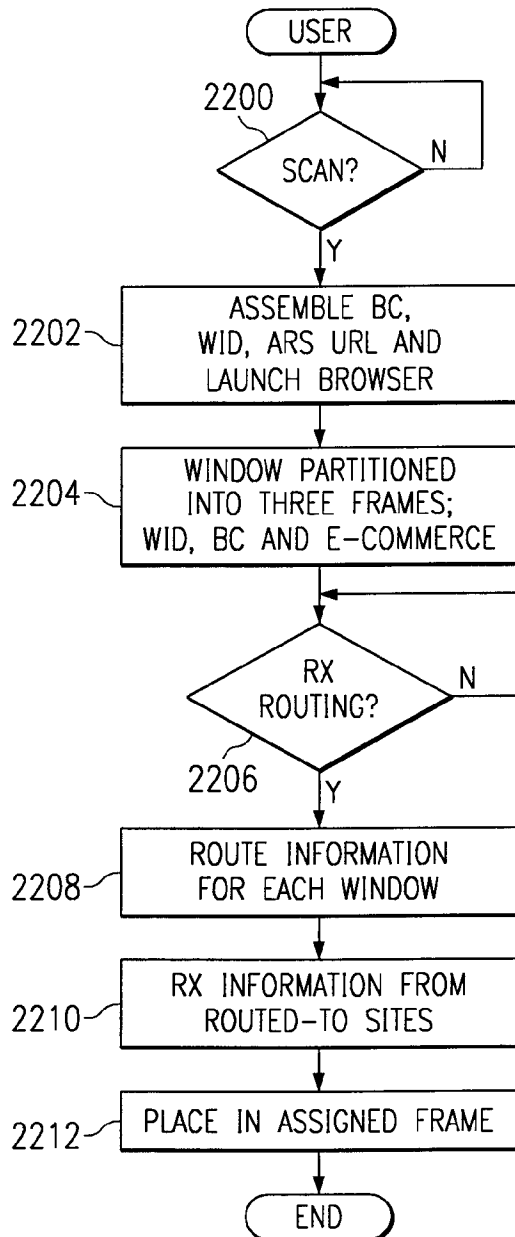 USER
2200
SCAN?
N
Y
2202
ASSEMBLE BC,
WID, ARS URL AND
LAUNCH BROWSER
2204
WINDOW PARTITIONED
INTO THREE FRAMES;
WID, BC AND E-COMMERCE
RX
ROUTING?
N
2206
Y
2208
ROUTE INFORMATION
FOR EACH WINDOW
2210
RX INFORMATION FROM
ROUTED-TO SITES
2212
PLACE IN ASSIGNED FRAME
END